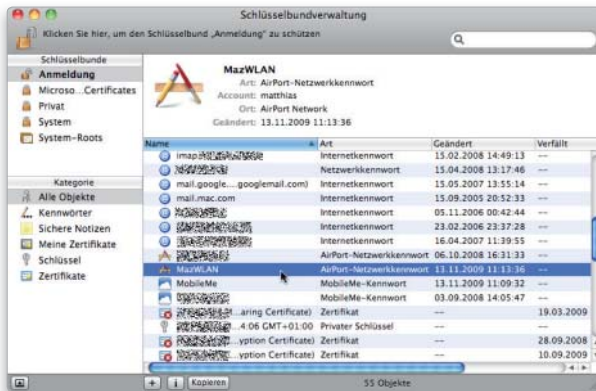 Schlüsselbundverwaltung
Klicken Sie hier, um den Schlüsselbund „Anmeldung" zu schützen
Schlüsselbunde
Anmeldung
Microso...Certificates
Privat
System
System-Roots
Kategorie
Alle Objekte
Kennwörter
Sichere Notizen
Meine Zertifikate
Schlüssel
Zertifikate
MazWLAN
Art: AirPort-Netzwerkkennwort
Account: matthias
Ort: AirPort Network
Geändert: 13.11.2009 11:13:36
Name Art Geändert Verfällt
imap Internetkennwort 15.02.2008 14:49:13 --
Netzwerkkennwort 15.04.2008 13:17:46 --
mail.google....googlemail.com) Internetkennwort 15.05.2007 13:55:14 --
mail.mac.com Internetkennwort 15.09.2005 20:52:33 --
Internetkennwort 05.11.2006 00:42:44 --
Internetkennwort 23.02.2006 23:37:28 --
Internetkennwort 16.04.2007 11:39:55 --
AirPort-Netzwerkkennwort 06.10.2008 16:31:33 --
MazWLAN AirPort-Netzwerkkennwort 13.11.2009 11:13:36 --
MobileMe MobileMe-Kennwort 13.11.2009 11:09:32 --
MobileMe-Kennwort 03.09.2008 14:05:47 --
...aring Certificate) Zertifikat -- 19.03.2009
...4:06 GMT+01:00 Privater Schlüssel -- --
...yption Certificate) Zertifikat -- 28.09.2008
...yption Certificate) Zertifikat -- 10.09.2009
Kopieren
55 Objekte